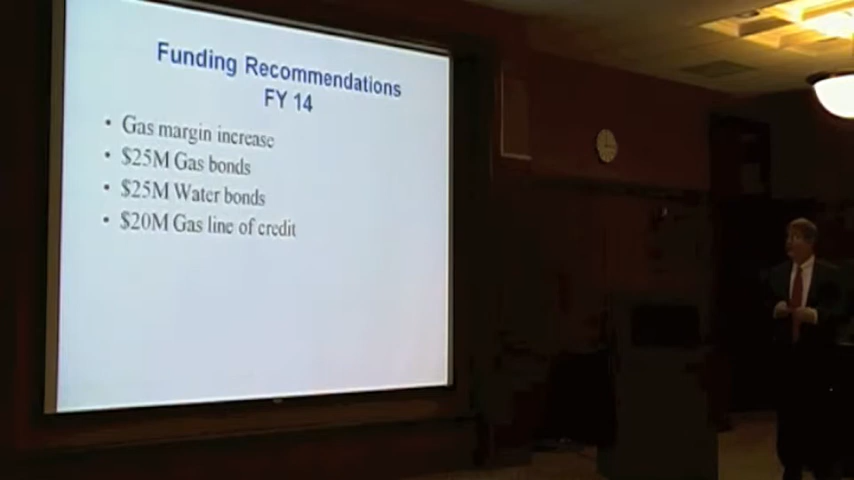 Funding Recommendations
FY 14
• Gas margin increase
• $25M Gas bonds
• $25M Water bonds
• $20M Gas line of credit